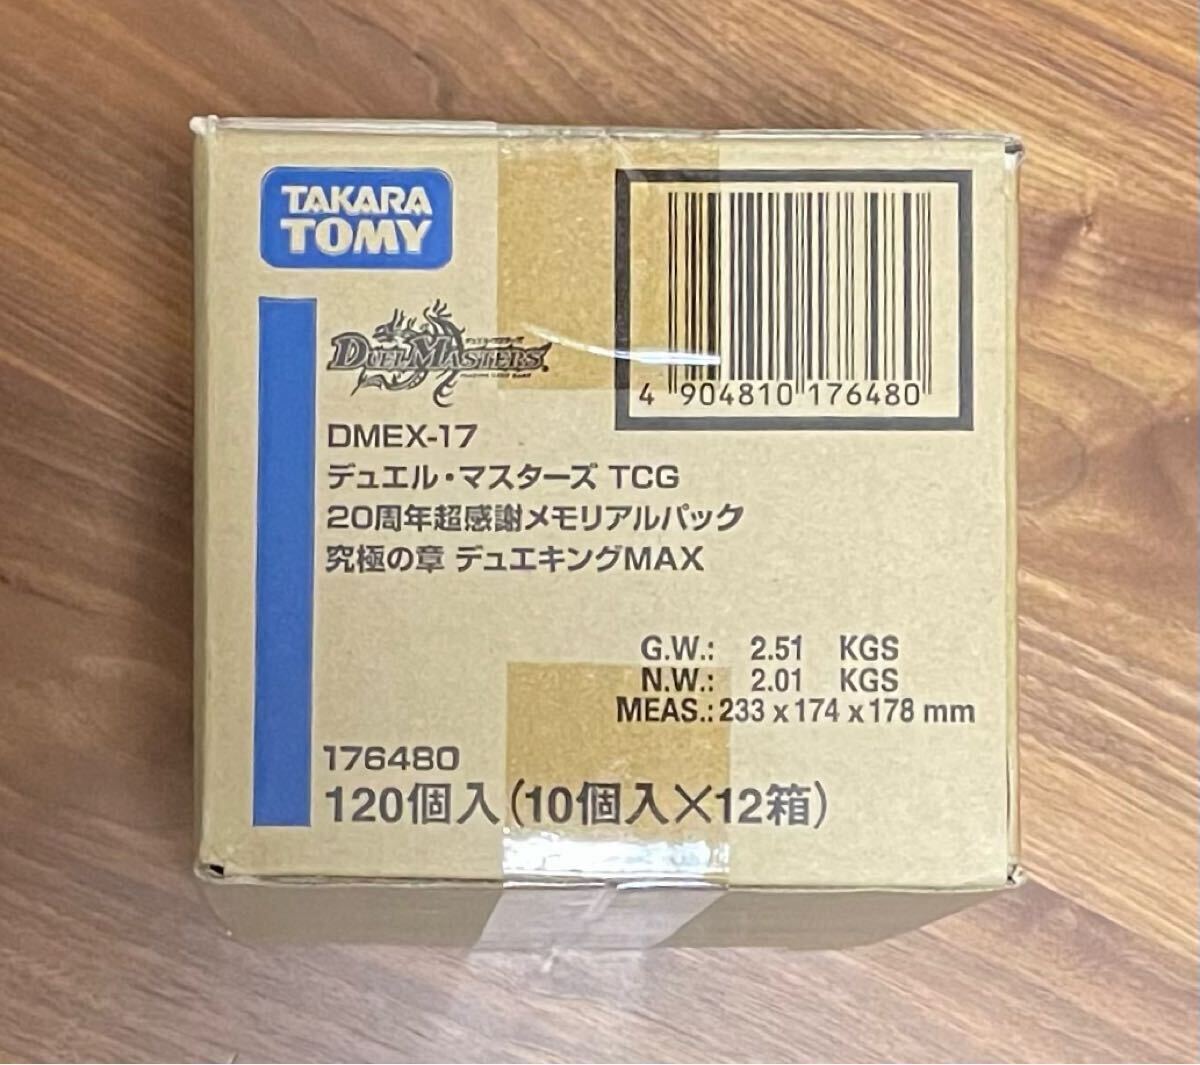 TAKARA
TOMY
DUEL MASTERS
4 904810 176480
DMEX-17
デュエル・マスターズ TCG
20周年超感謝メモリアルパック
究極の章 デュエキングMAX
G.W.: 2.51 KGS
N.W.: 2.01 KGS
MEAS.: 233 x 174 x 178 mm
176480
120個入(10個入×12箱)